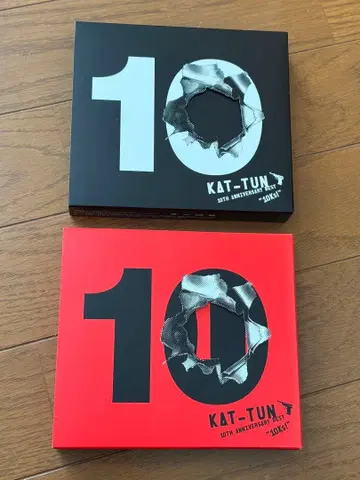 10
KAT-TUN
10TH ANNIVERSARY BEST
"10Ks!"
10
KAT-TUN
10TH ANNIVERSARY BEST
"10Ks!"